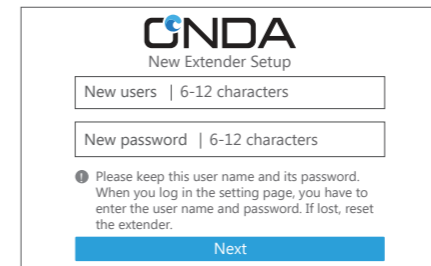 ONDA
New Extender Setup
New users | 6-12 characters
New password | 6-12 characters
Please keep this user name and its password.
When you log in the setting page, you have to
enter the user name and password. If lost, reset
the extender.
Next